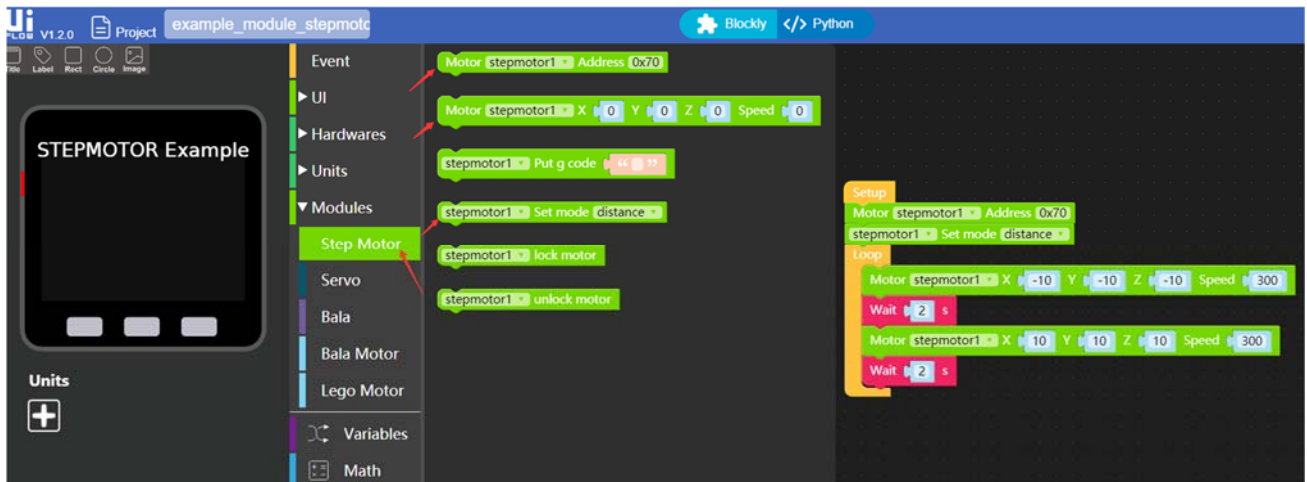 Ui
FLOW V1.2.0 Project example_module_stepmotc Blockly </> Python
Title Label Rect Circle Image
STEPMOTOR Example
Units
Event
UI
Hardwares
Units
Modules
Step Motor
Servo
Bala
Bala Motor
Lego Motor
Variables
Math
Motor stepmotor1 Address 0x70
Motor stepmotor1 X 0 Y 0 Z 0 Speed 0
stepmotor1 Put g code “ ”
stepmotor1 Set mode distance
stepmotor1 lock motor
stepmotor1 unlock motor
Setup
Motor stepmotor1 Address 0x70
stepmotor1 Set mode distance
Loop
Motor stepmotor1 X -10 Y -10 Z -10 Speed 300
Wait 2 s
Motor stepmotor1 X 10 Y 10 Z 10 Speed 300
Wait 2 s